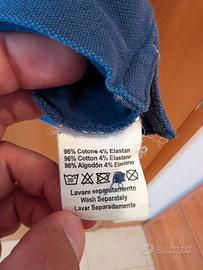 96% Cotone 4% Elastan
96% Cotton 4% Elastane
96% Algodón 4% Elastano
30°
Lavare separatamente
Wash Separately
Lavar Separadamente
Subito